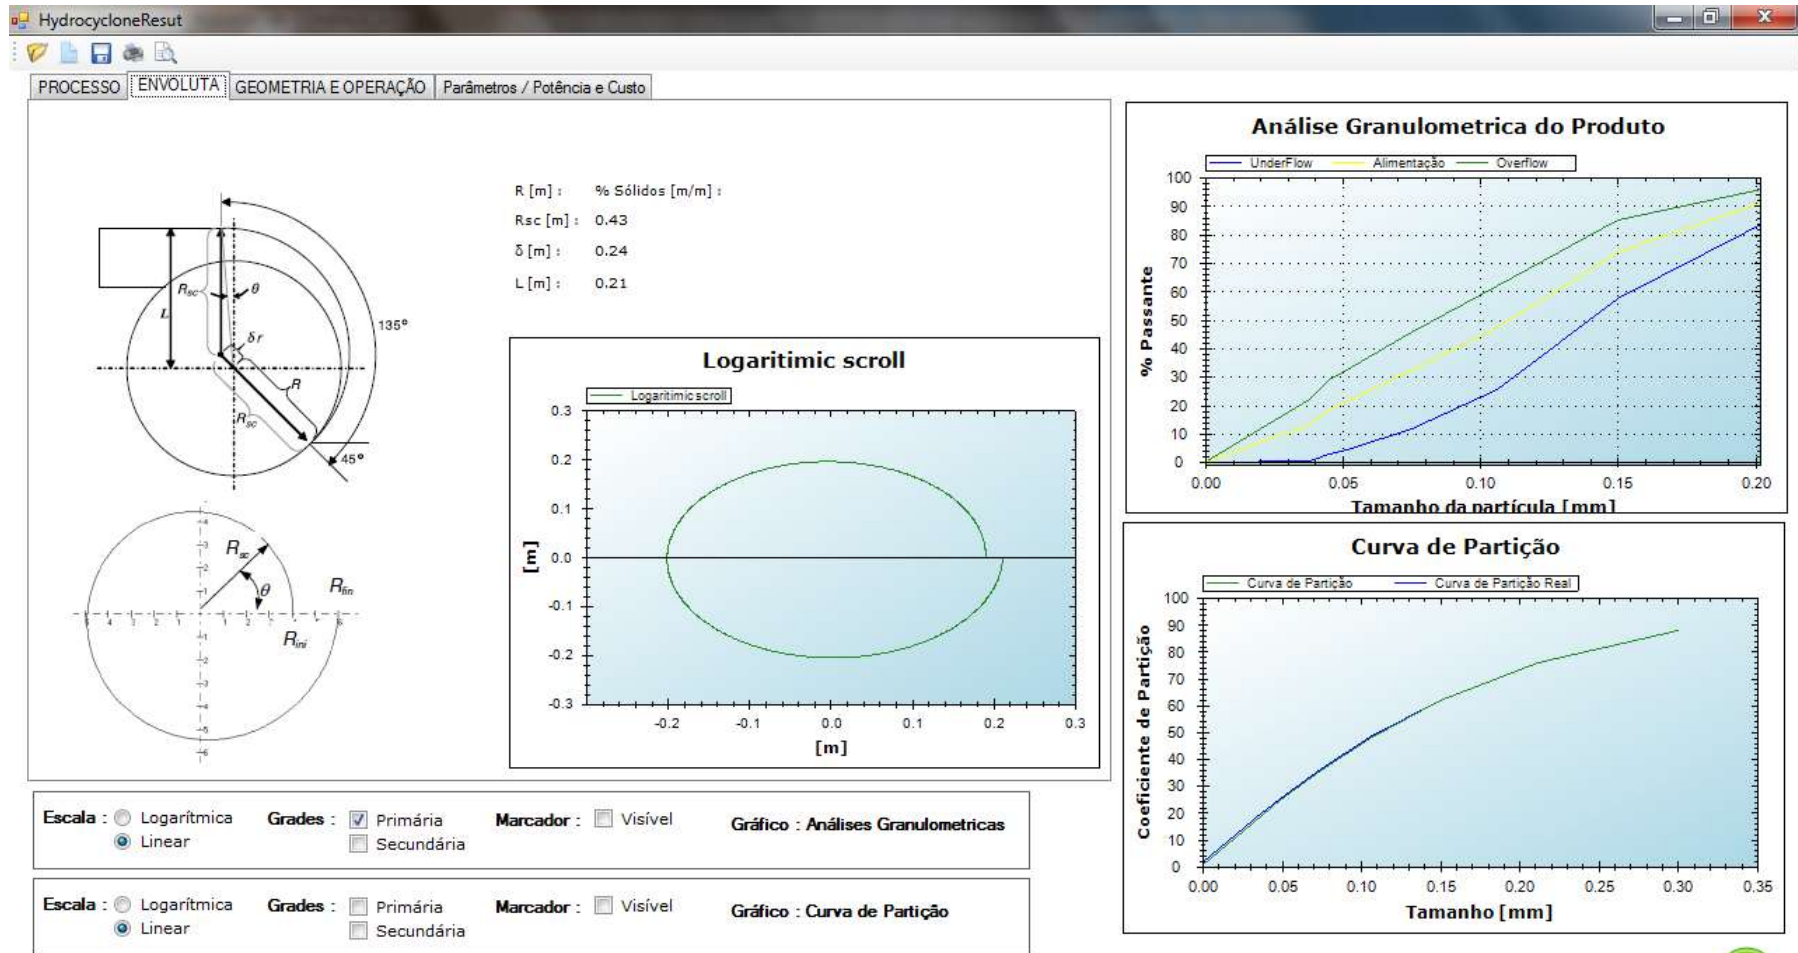 HydrocycloneResut
PROCESSO ENVOLUTA GEOMETRIA E OPERAÇÃO Parâmetros / Potência e Custo
R [m] : % Sólidos [m/m] :
Rsc [m] : 0.43
δ [m] : 0.24
L [m] : 0.21
Rsc θ
L
135°
δr
R
Rsc
45°
Rsc
θ
Rfin
Rini
Logaritimic scroll
Logaritimic scroll
0.3
0.2
0.1
0.0
-0.1
-0.2
-0.3
[m]
-0.2 -0.1 0.0 0.1 0.2 0.3
[m]
Análise Granulometrica do Produto
UnderFlow Alimentação Overflow
100
90
80
70
60
50
40
30
20
10
0
% Passante
0.00 0.05 0.10 0.15 0.20
Tamanho da partícula [mm]
Curva de Partição
Curva de Partição Curva de Partição Real
100
90
80
70
60
50
40
30
20
10
0
Coeficiente de Partição
0.00 0.05 0.10 0.15 0.20 0.25 0.30 0.35
Tamanho [mm]
Escala : Logarítmica Grades : Primária Marcador : Visível Gráfico : Análises Granulometricas
Linear Secundária
Escala : Logarítmica Grades : Primária Marcador : Visível Gráfico : Curva de Partição
Linear Secundária